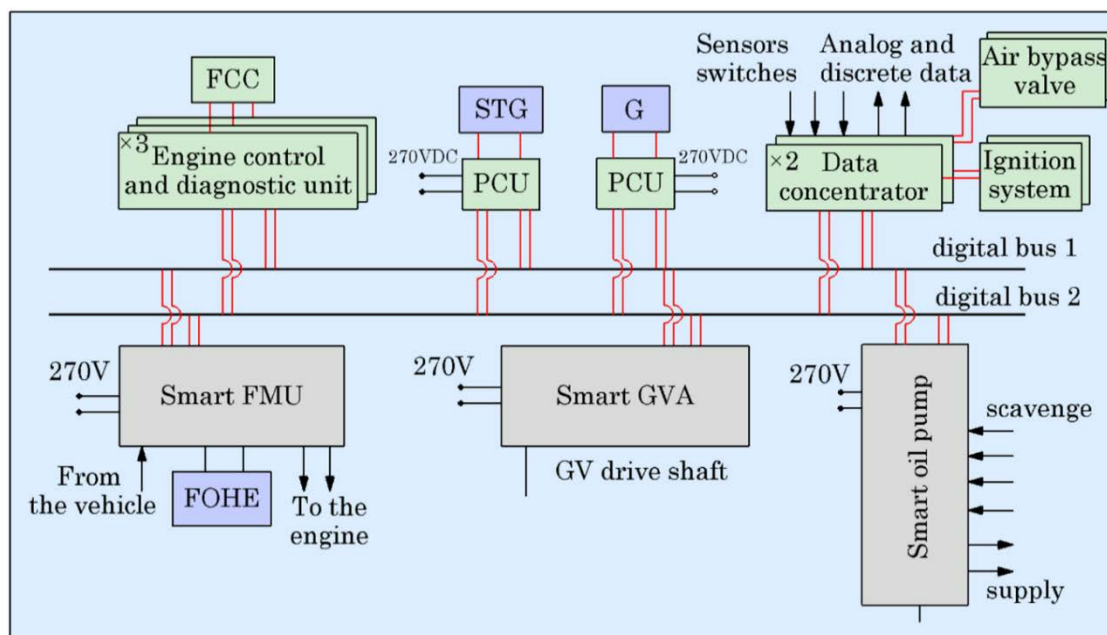 FCC
×3 Engine control
and diagnostic unit
STG
270VDC
PCU
G
270VDC
PCU
Sensors
switches
Analog and
discrete data
Air bypass
valve
×2 Data
concentrator
Ignition
system
digital bus 1
digital bus 2
270V
Smart FMU
From
the vehicle
FOHE
To the
engine
270V
Smart GVA
GV drive shaft
270V
Smart oil pump
scavenge
supply